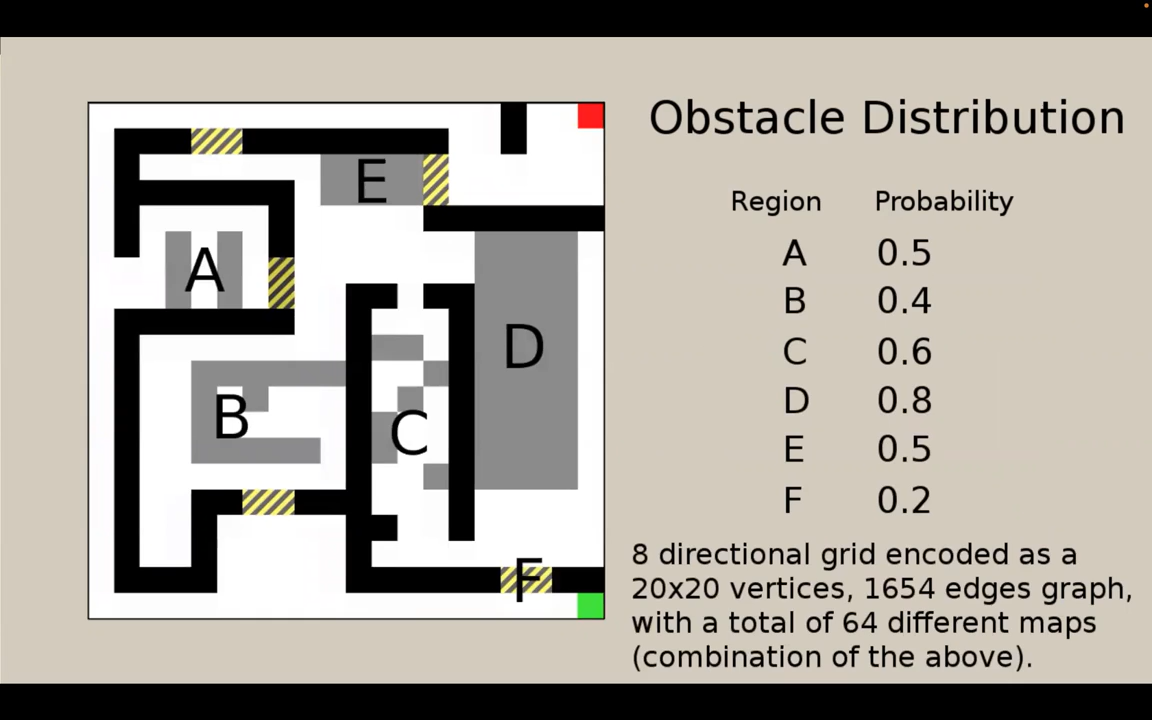 Obstacle Distribution
Region Probability
A 0.5
B 0.4
C 0.6
D 0.8
E 0.5
F 0.2
8 directional grid encoded as a
20x20 vertices, 1654 edges graph,
with a total of 64 different maps
(combination of the above).
E
A
D
B
C
F